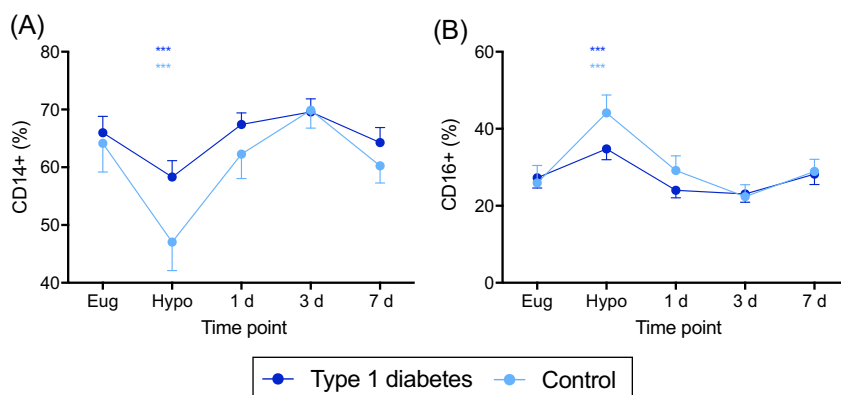 (A)
80
70
60
50
40
CD14+ (%)
***
***
Eug Hypo 1 d 3 d 7 d
Time point
(B)
60
40
20
0
CD16+ (%)
***
***
Eug Hypo 1 d 3 d 7 d
Time point
Type 1 diabetes Control